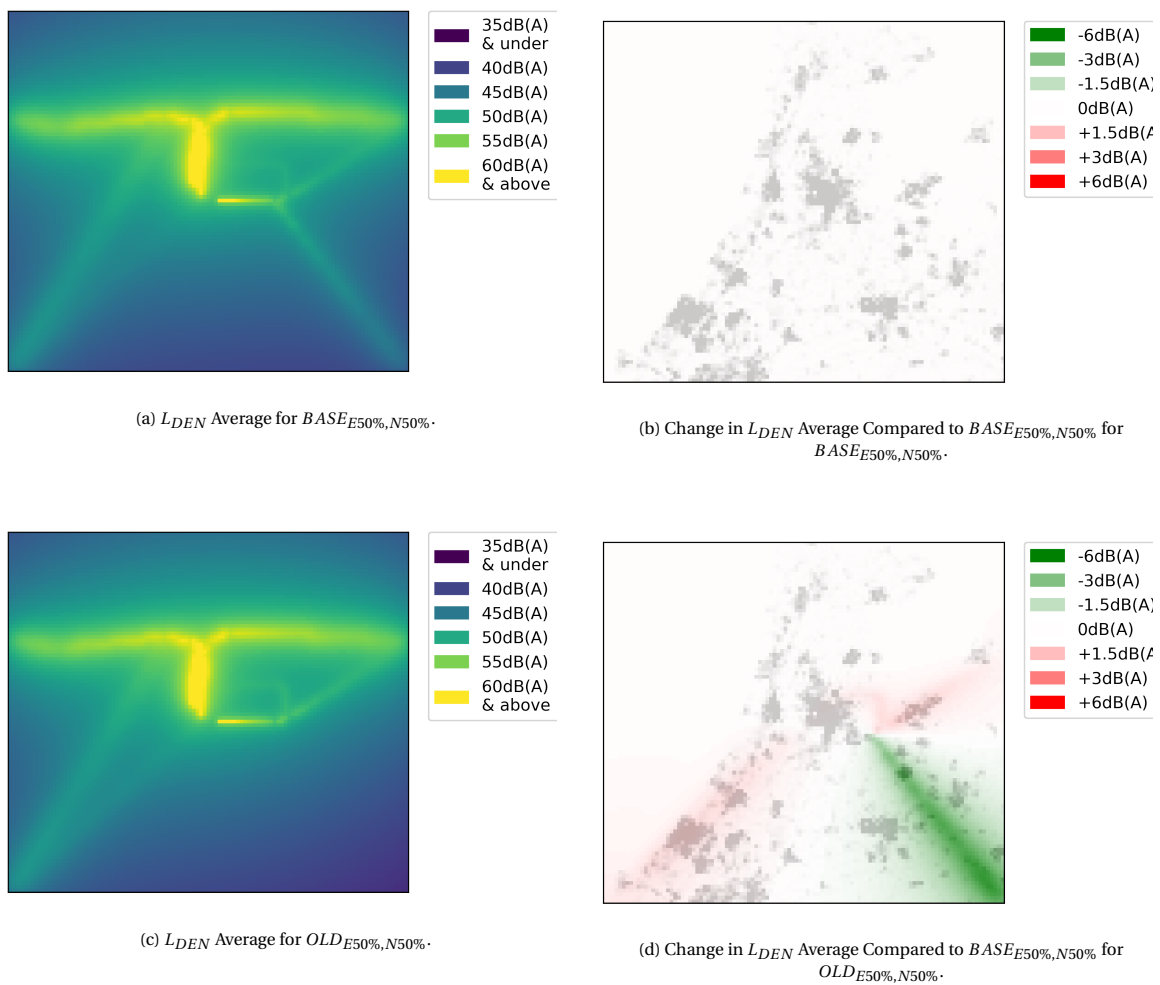 35dB(A)
& under
40dB(A)
45dB(A)
50dB(A)
55dB(A)
60dB(A)
& above
(a) L_DEN Average for BASE_E50%,N50%.
-6dB(A)
-3dB(A)
-1.5dB(A)
0dB(A)
+1.5dB(A
+3dB(A)
+6dB(A)
(b) Change in L_DEN Average Compared to BASE_E50%,N50% for
BASE_E50%,N50%.
35dB(A)
& under
40dB(A)
45dB(A)
50dB(A)
55dB(A)
60dB(A)
& above
(c) L_DEN Average for OLD_E50%,N50%.
-6dB(A)
-3dB(A)
-1.5dB(A)
0dB(A)
+1.5dB(A
+3dB(A)
+6dB(A)
(d) Change in L_DEN Average Compared to BASE_E50%,N50% for
OLD_E50%,N50%.